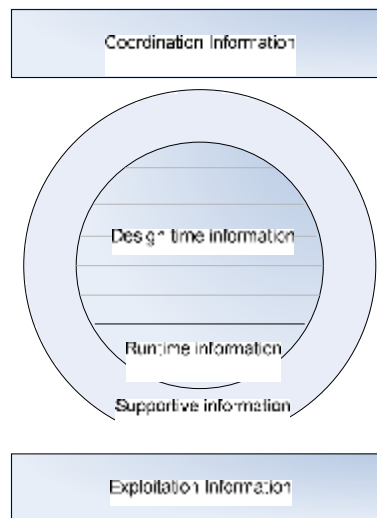 Coordination Information
Design time information
Runtime information
Supportive information
Exploitation Information